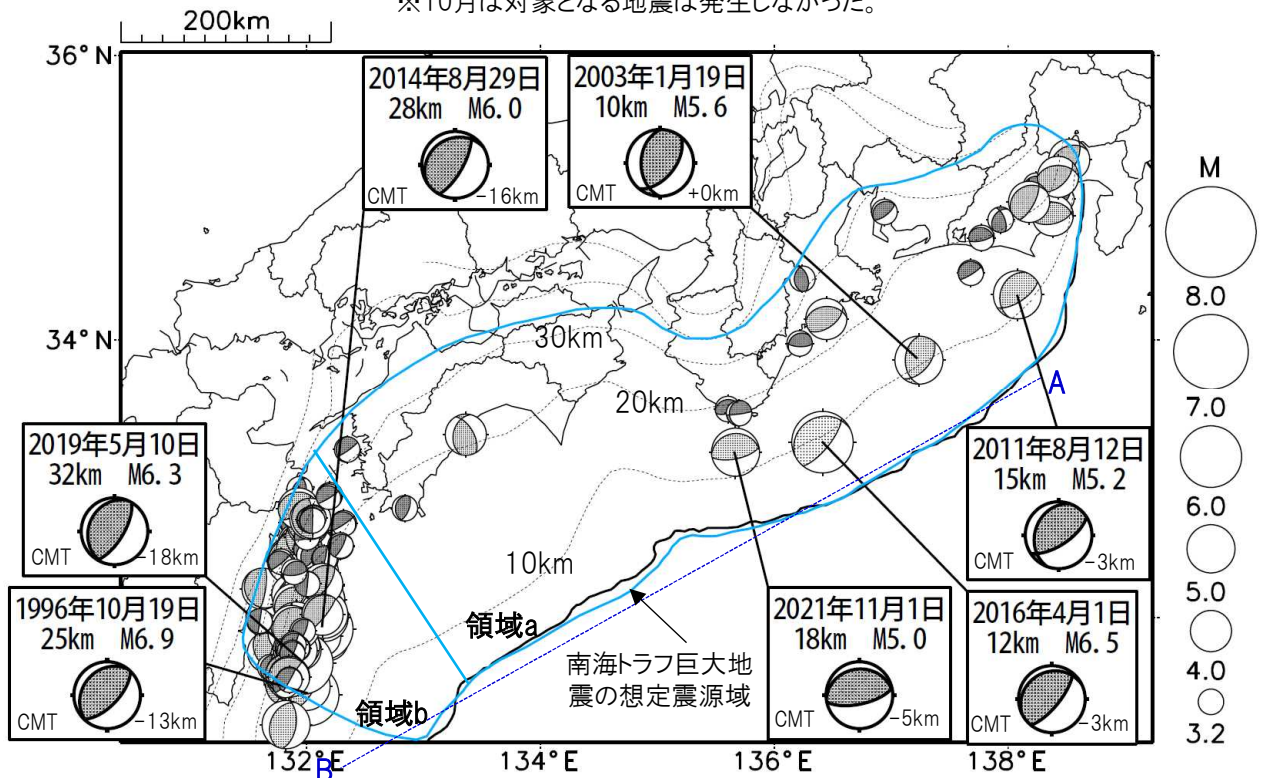 ※10月は対象となる地震は発生しなかった。
200km
36°N
34°N
2014年8月29日
28km M6.0
CMT
-16km
2003年1月19日
10km M5.6
CMT
+0km
M
8.0
7.0
6.0
5.0
4.0
3.2
30km
20km
10km
A
2019年5月10日
32km M6.3
CMT
-18km
1996年10月19日
25km M6.9
CMT
-13km
2011年8月12日
15km M5.2
CMT
-3km
2021年11月1日
18km M5.0
CMT
-5km
2016年4月1日
12km M6.5
CMT
-3km
領域a
領域b
南海トラフ巨大地
震の想定震源域
132°E
B
134°E
136°E
138°E